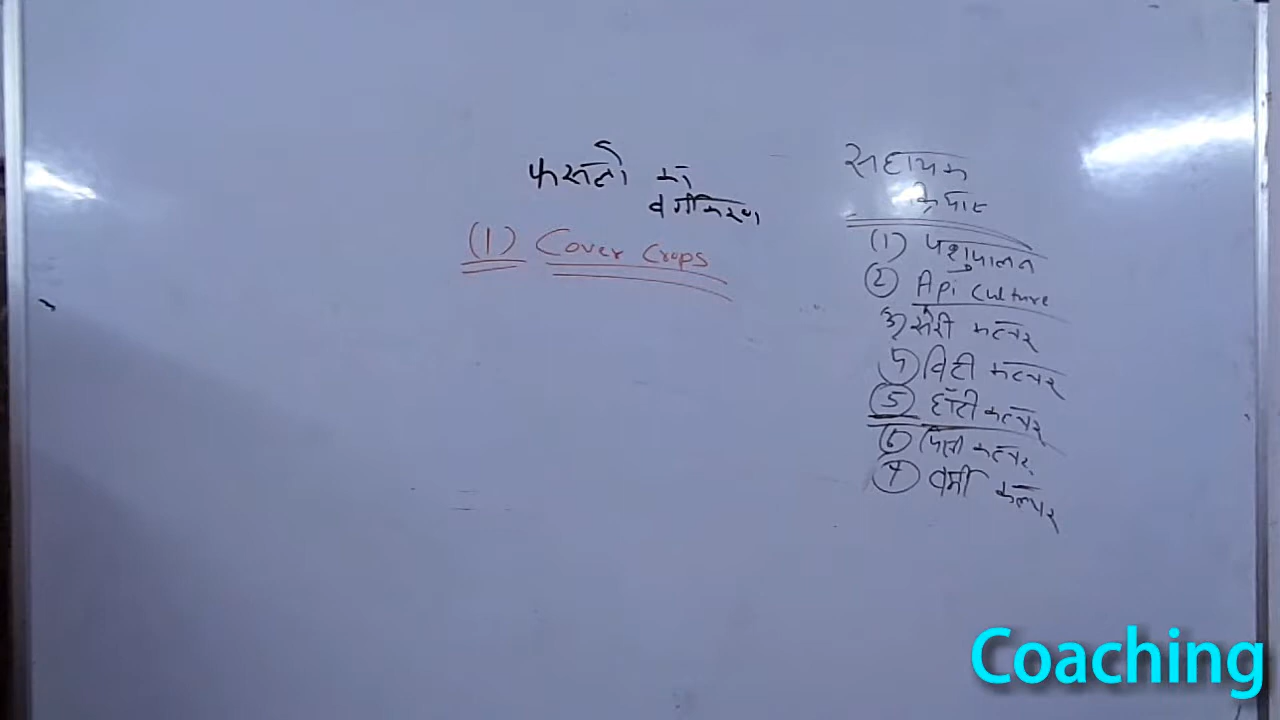 फसलो का
वर्गीकरण
(1) Cover Crops
सहायक
क्रियाए
(1) पशुपालन
(2) Api Culture
3) सेरी कल्चर
(4) विटी कल्चर
(5) हॉर्टी कल्चर
(6) पिसी कल्चर
(7) वर्मी कल्चर
Coaching